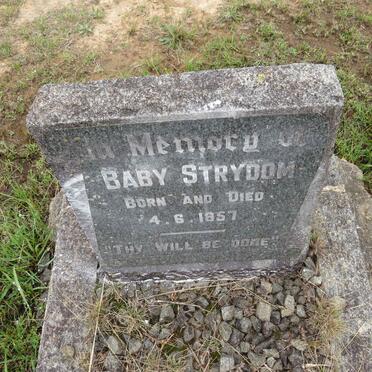 In Memory of
BABY STRYDOM
BORN AND DIED
4. 6. 1957
"THY WILL BE DONE"